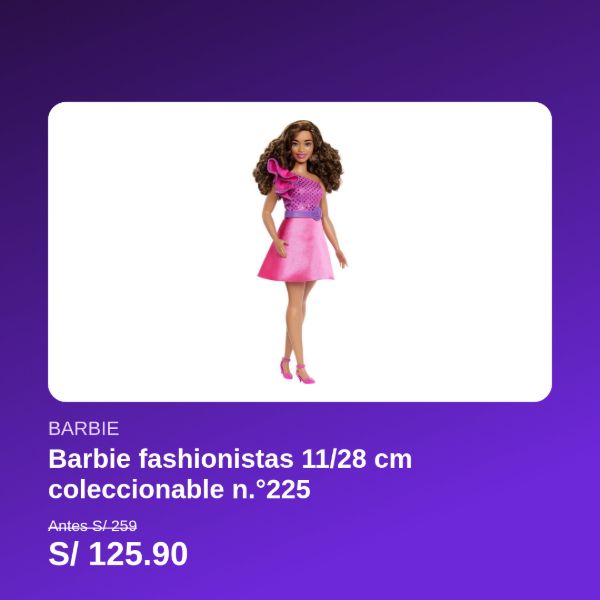 BARBIE
Barbie fashionistas 11/28 cm
coleccionable n.°225
Antes S/ 259
S/ 125.90